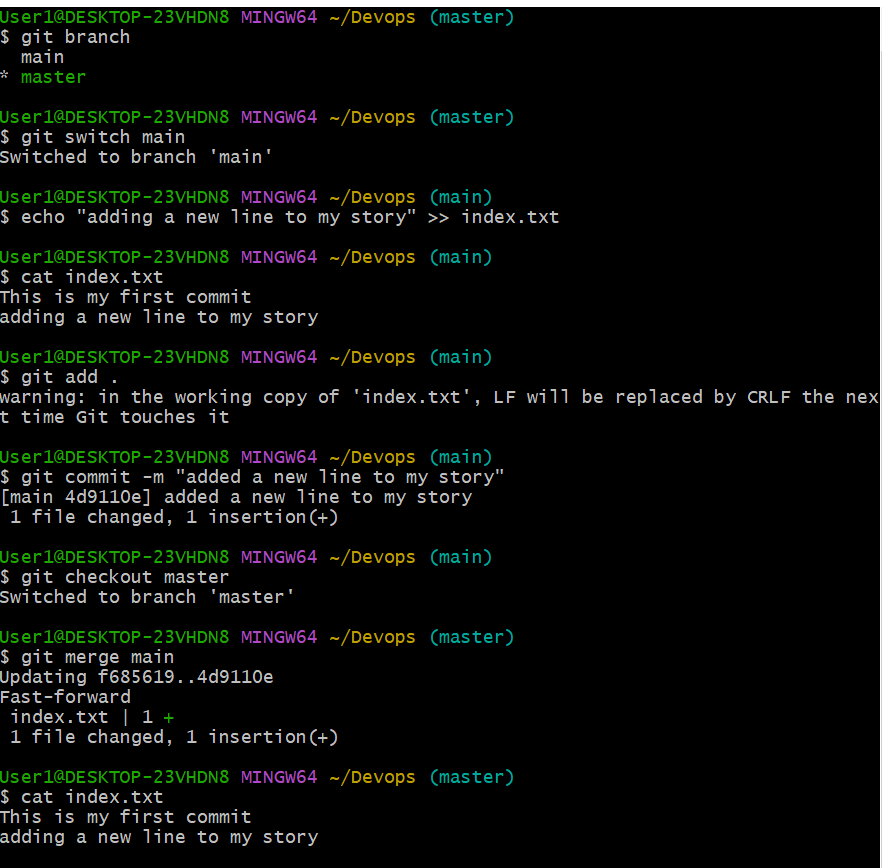 User1@DESKTOP-23VHDN8 MINGW64 ~/Devops (master)
$ git branch
  main
* master

User1@DESKTOP-23VHDN8 MINGW64 ~/Devops (master)
$ git switch main
Switched to branch 'main'

User1@DESKTOP-23VHDN8 MINGW64 ~/Devops (main)
$ echo "adding a new line to my story" >> index.txt

User1@DESKTOP-23VHDN8 MINGW64 ~/Devops (main)
$ cat index.txt
This is my first commit
adding a new line to my story

User1@DESKTOP-23VHDN8 MINGW64 ~/Devops (main)
$ git add .
warning: in the working copy of 'index.txt', LF will be replaced by CRLF the nex
t time Git touches it

User1@DESKTOP-23VHDN8 MINGW64 ~/Devops (main)
$ git commit -m "added a new line to my story"
[main 4d9110e] added a new line to my story
 1 file changed, 1 insertion(+)

User1@DESKTOP-23VHDN8 MINGW64 ~/Devops (main)
$ git checkout master
Switched to branch 'master'

User1@DESKTOP-23VHDN8 MINGW64 ~/Devops (master)
$ git merge main
Updating f685619..4d9110e
Fast-forward
 index.txt | 1 +
 1 file changed, 1 insertion(+)

User1@DESKTOP-23VHDN8 MINGW64 ~/Devops (master)
$ cat index.txt
This is my first commit
adding a new line to my story